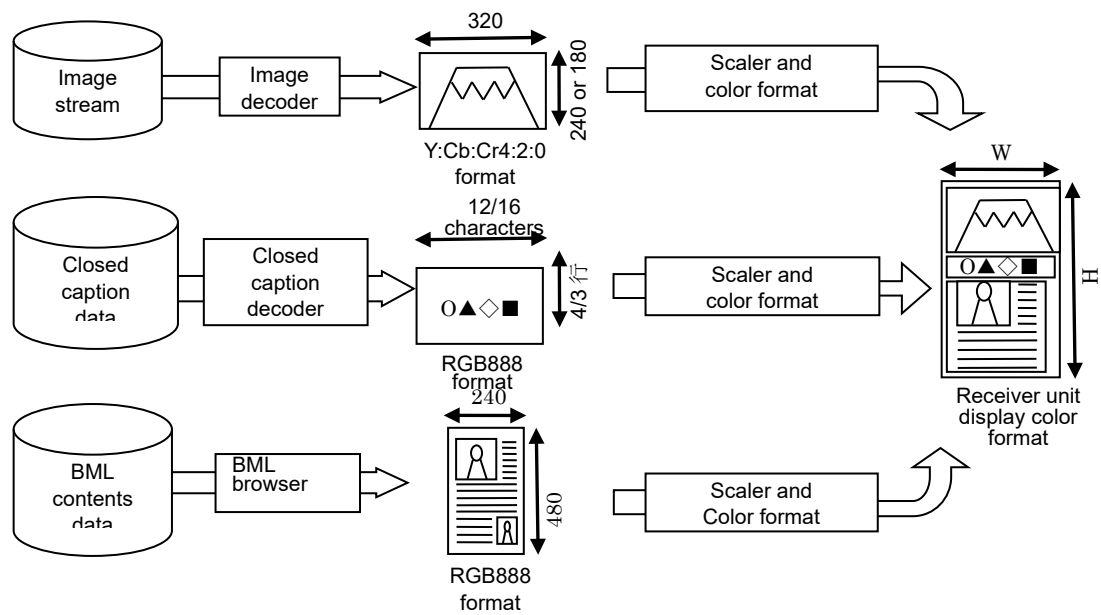 320
Image
stream
Image
decoder
240 or 180
Y:Cb:Cr4:2:0
format
Scaler and
color format
W
H
12/16
characters
Closed
caption
data
Closed
caption
decoder
4/3 行
O▲◇■
RGB888
format
Scaler and
color format
O▲◇■
Receiver unit
display color
format
240
BML
contents
data
BML
browser
480
RGB888
format
Scaler and
Color format